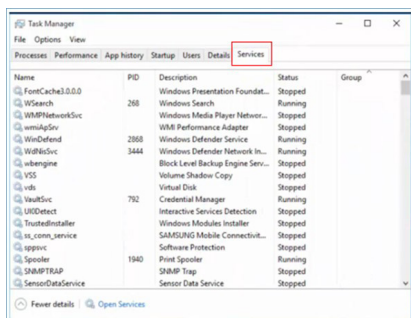 Task Manager
File Options View
Processes Performance App history Startup Users Details Services
Name PID Description Status Group
FontCache3.0.0.0 Windows Presentation Foundat... Stopped
WSearch 268 Windows Search Running
WMPNetworkSvc Windows Media Player Networ... Stopped
wmiApSrv WMI Performance Adapter Stopped
WinDefend 2868 Windows Defender Service Running
WdNisSvc 3444 Windows Defender Network In... Running
wbengine Block Level Backup Engine Serv... Stopped
VSS Volume Shadow Copy Stopped
vds Virtual Disk Stopped
VaultSvc 792 Credential Manager Running
UI0Detect Interactive Services Detection Stopped
TrustedInstaller Windows Modules Installer Stopped
ss_conn_service SAMSUNG Mobile Connectivit... Stopped
sppsvc Software Protection Stopped
Spooler 1940 Print Spooler Running
SNMPTRAP SNMP Trap Stopped
SensorDataService Sensor Data Service Stopped
Fewer details Open Services